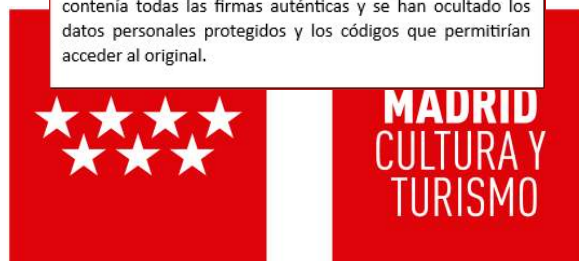 contenía todas las firmas auténticas y se han ocultado los
datos personales protegidos y los códigos que permitirían
acceder al original.
MADRID
CULTURA Y
TURISMO